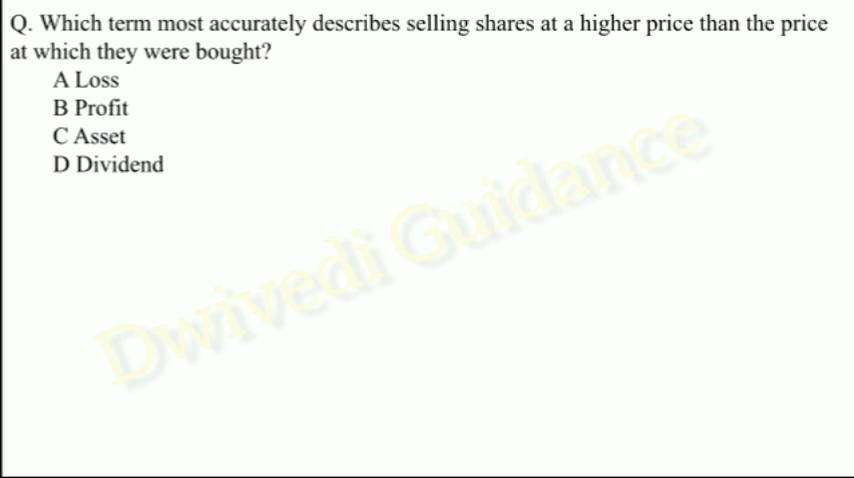 Q. Which term most accurately describes selling shares at a higher price than the price
at which they were bought?
A Loss
B Profit
C Asset
D Dividend
Dwivedi Guidance